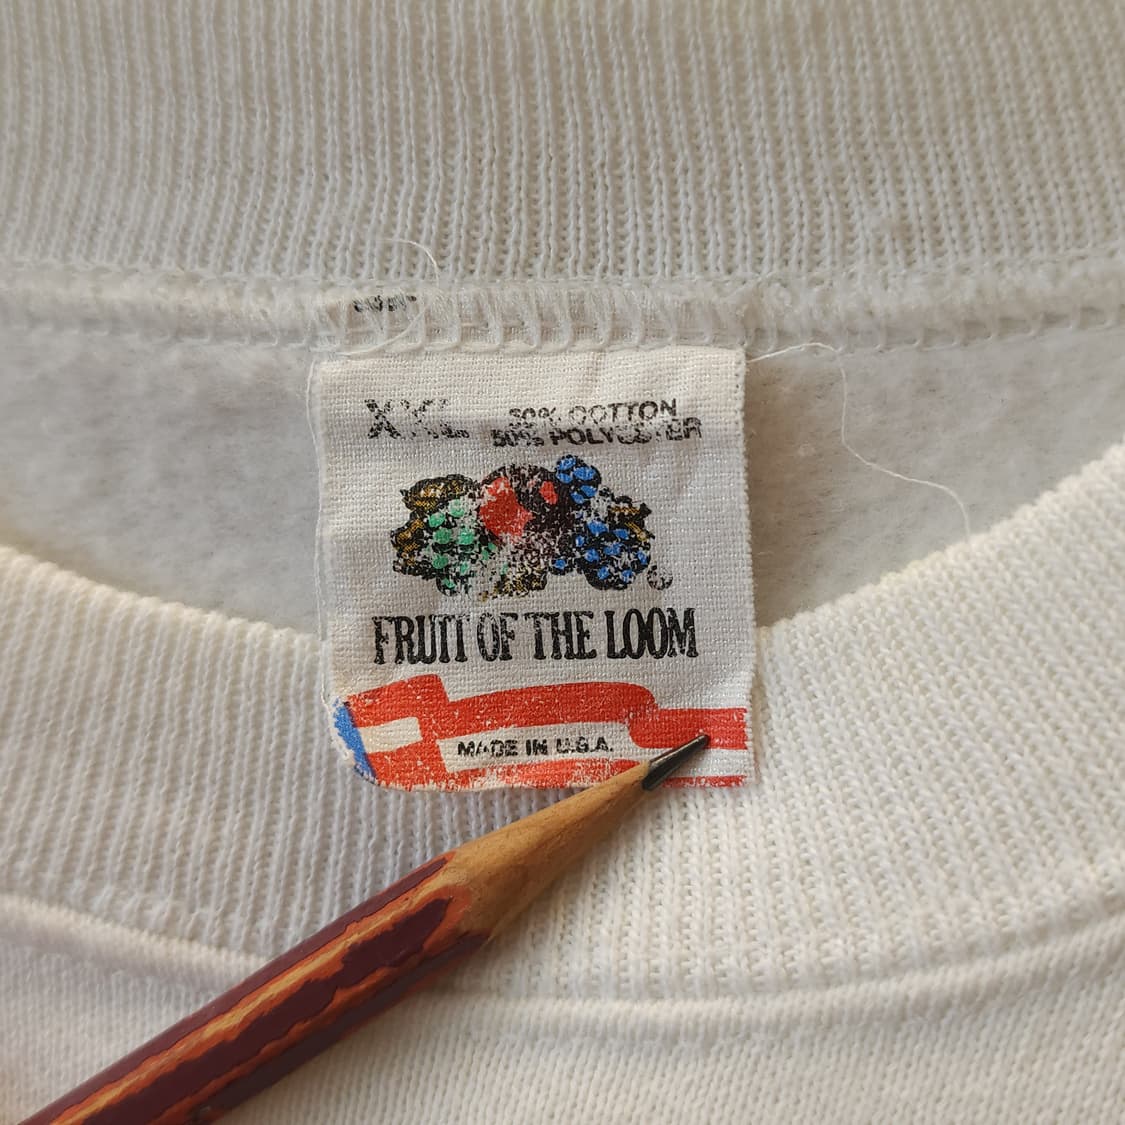 XXL
50% COTTON
50% POLYESTER
FRUIT OF THE LOOM
MADE IN U.S.A.